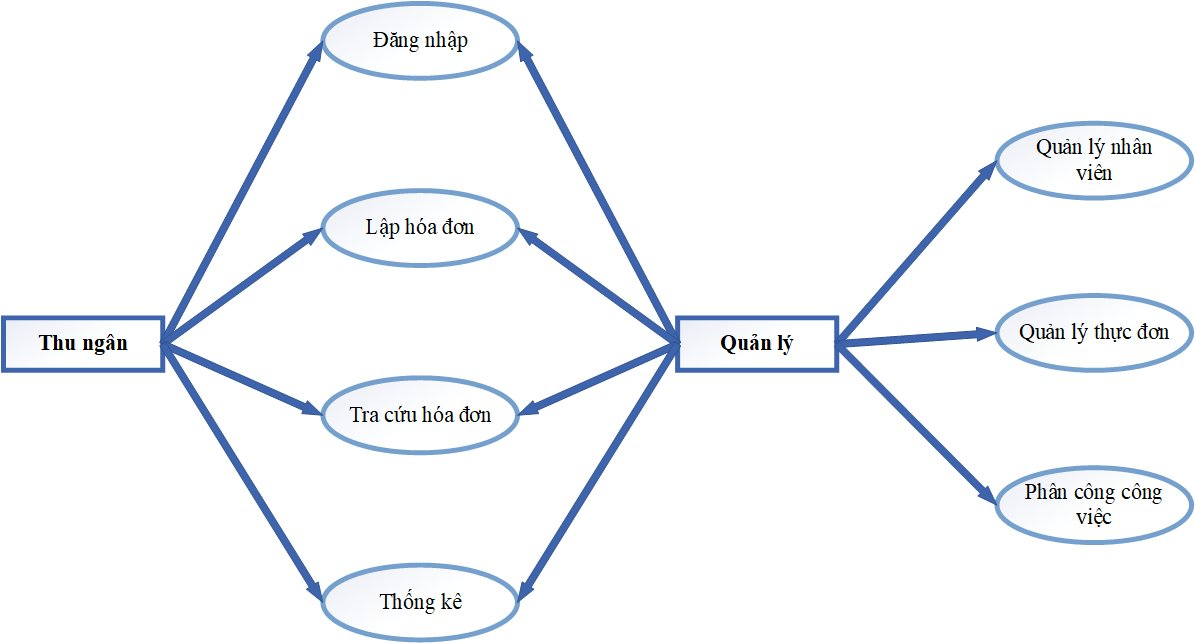 Đăng nhập
Lập hóa đơn
Thu ngân
Tra cứu hóa đơn
Thống kê
Quản lý
Quản lý nhân
viên
Quản lý thực đơn
Phân công công
việc